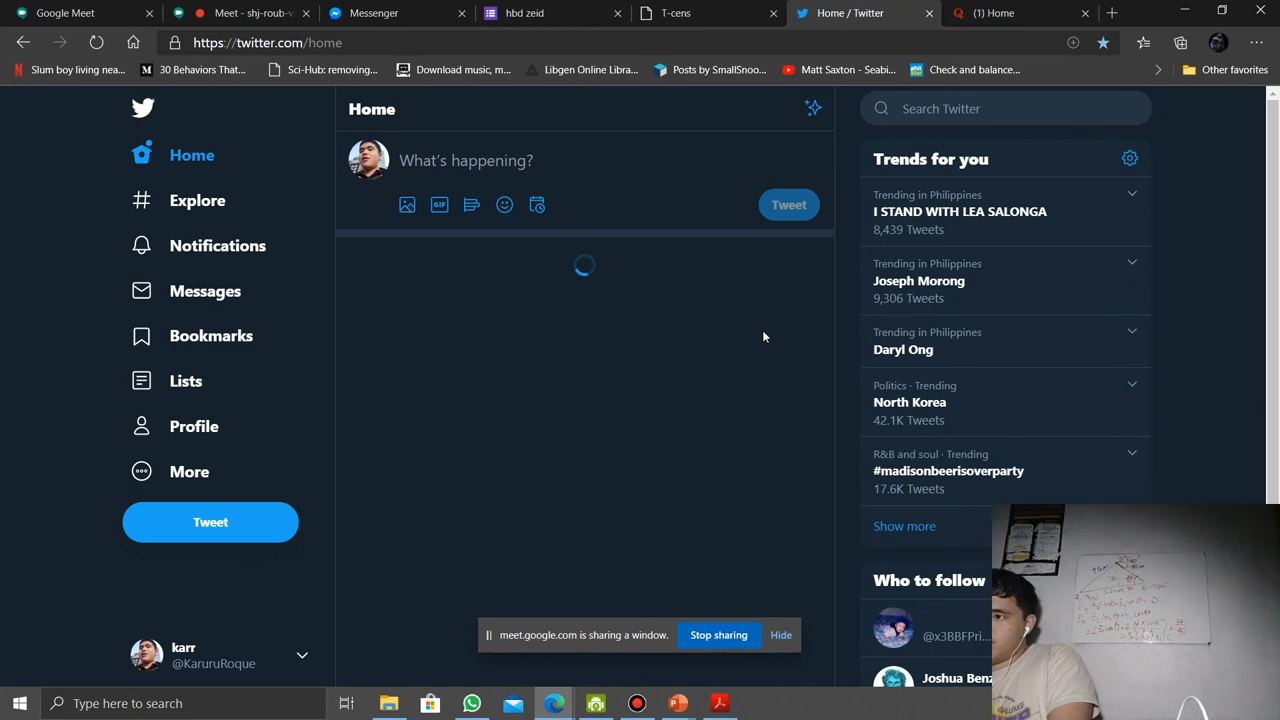 Google Meet
Meet - shj-roub-v
Messenger
hbd zeid
T-cens
Home / Twitter
(1) Home
https://twitter.com/home
Slum boy living nea...
30 Behaviors That...
Sci-Hub: removing...
Download music, m...
Libgen Online Libra...
Posts by SmallSnoo...
Matt Saxton - Seabi...
Check and balance...
Other favorites
Home
Explore
Notifications
Messages
Bookmarks
Lists
Profile
More
Tweet
karr
@KaruruRoque
Home
What's happening?
GIF
Tweet
Search Twitter
Trends for you
Trending in Philippines
I STAND WITH LEA SALONGA
8,439 Tweets
Trending in Philippines
Joseph Morong
9,306 Tweets
Trending in Philippines
Daryl Ong
Politics · Trending
North Korea
42.1K Tweets
R&B and soul · Trending
#madisonbeerisoverparty
17.6K Tweets
Show more
Who to follow
@x3BBFPri...
Joshua Benz
meet.google.com is sharing a window.
Stop sharing
Hide
Type here to search